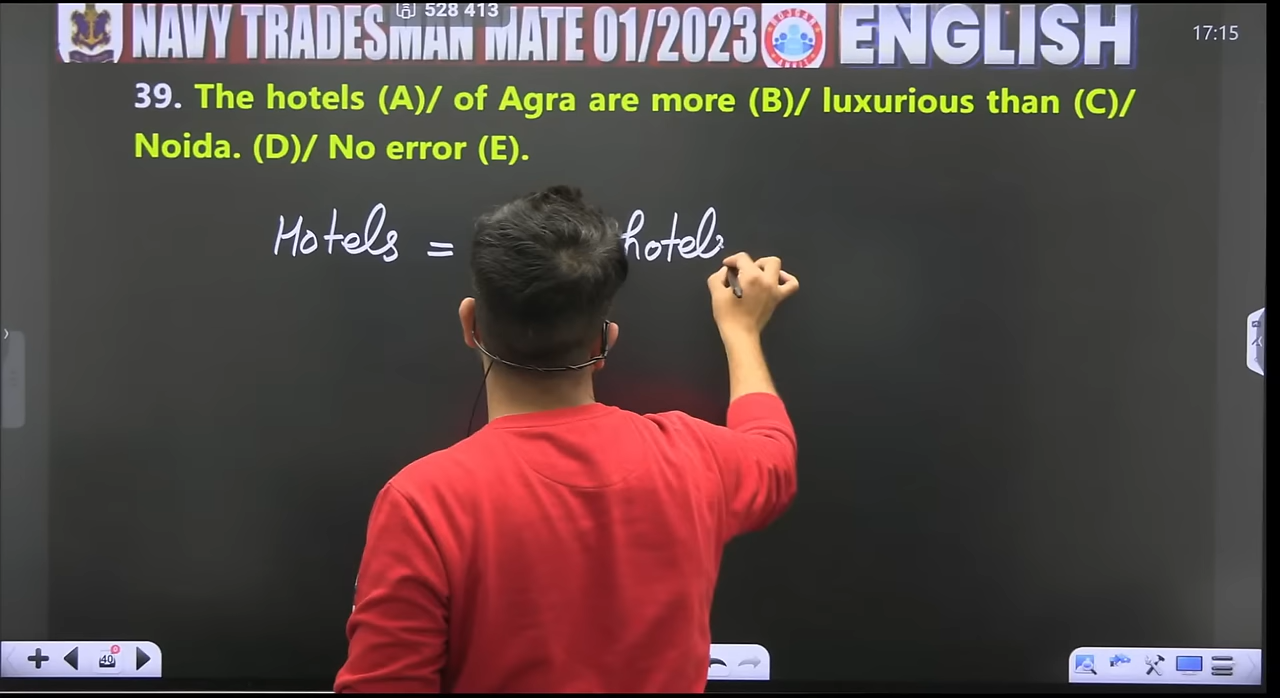 528 413
NAVY TRADESMAN MATE 01/2023 ENGLISH
17:15
39. The hotels (A)/ of Agra are more (B)/ luxurious than (C)/
Noida. (D)/ No error (E).
Hotels = hotels
40